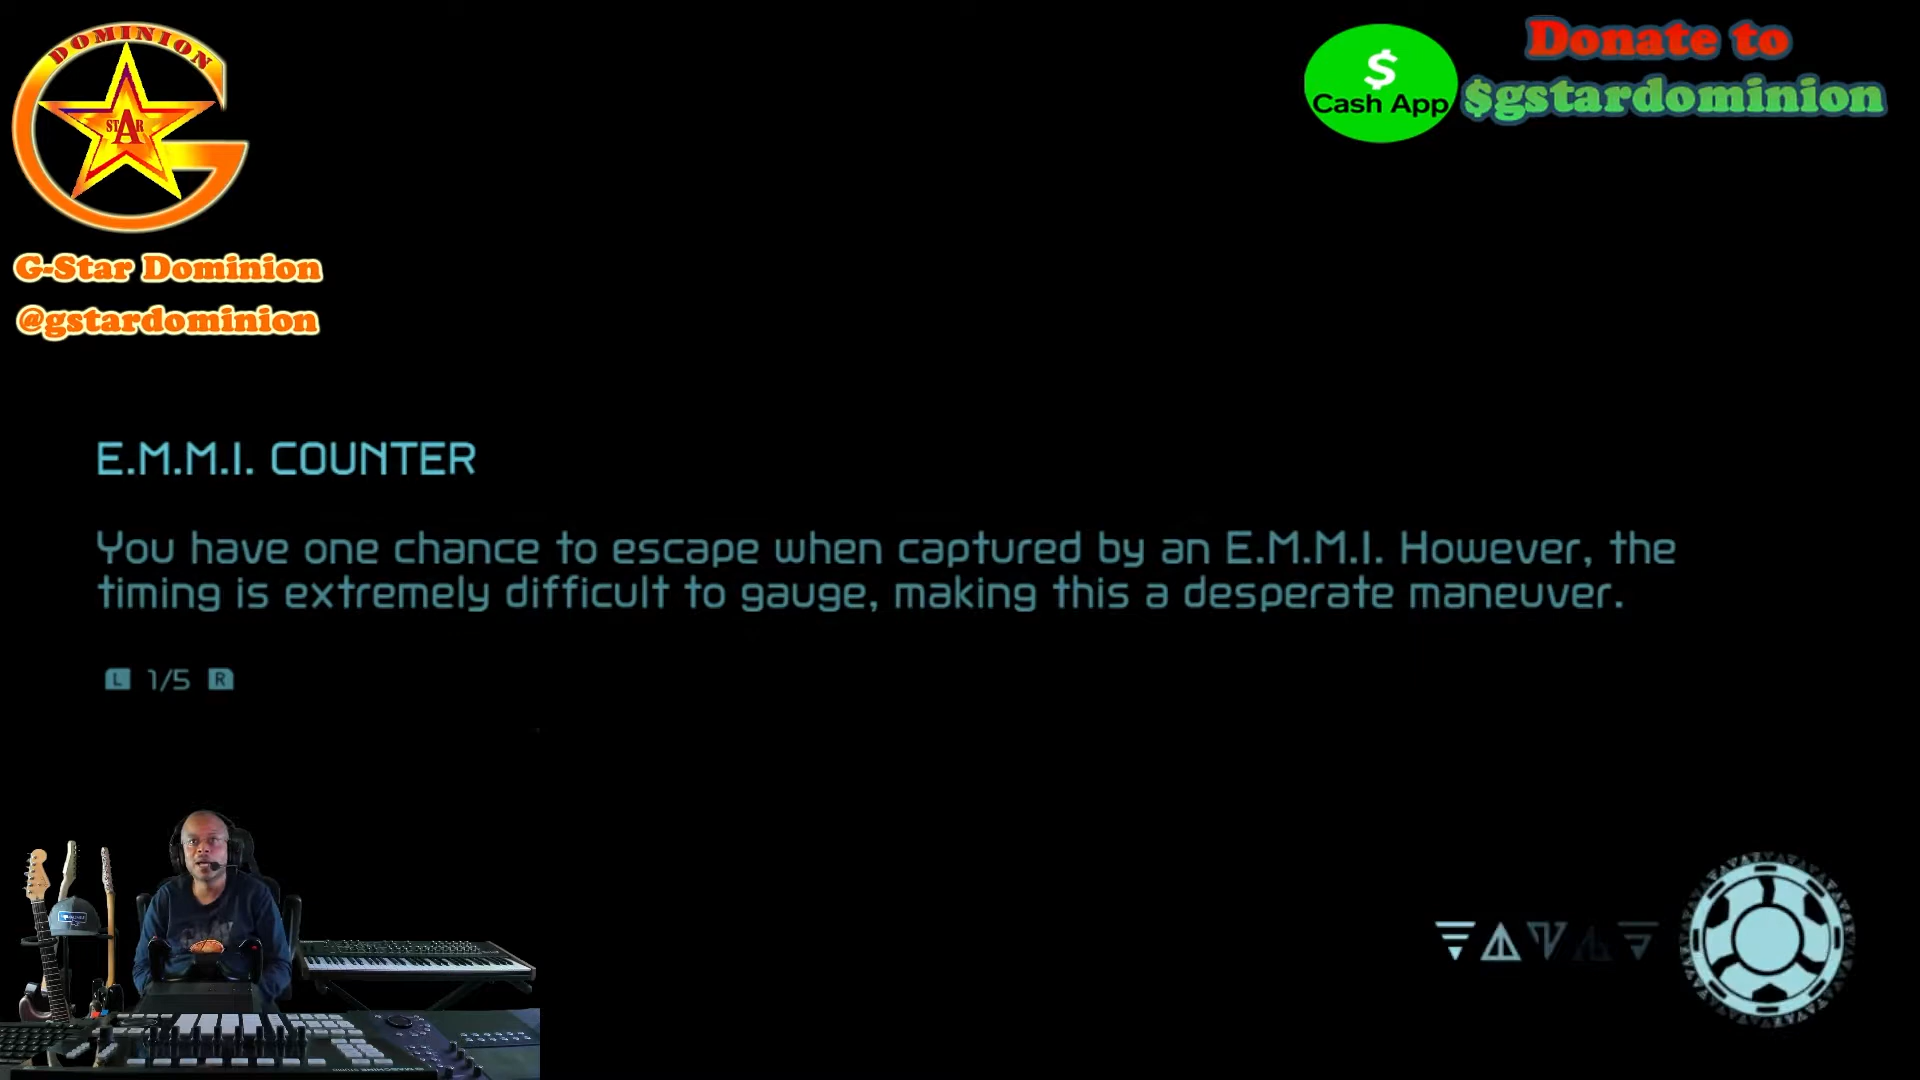 DOMINION
STAR
G-Star Dominion
@gstardominion
$
Cash App
Donate to
$gstardominion
E.M.M.I. COUNTER
You have one chance to escape when captured by an E.M.M.I. However, the
timing is extremely difficult to gauge, making this a desperate maneuver.
L 1/5 R